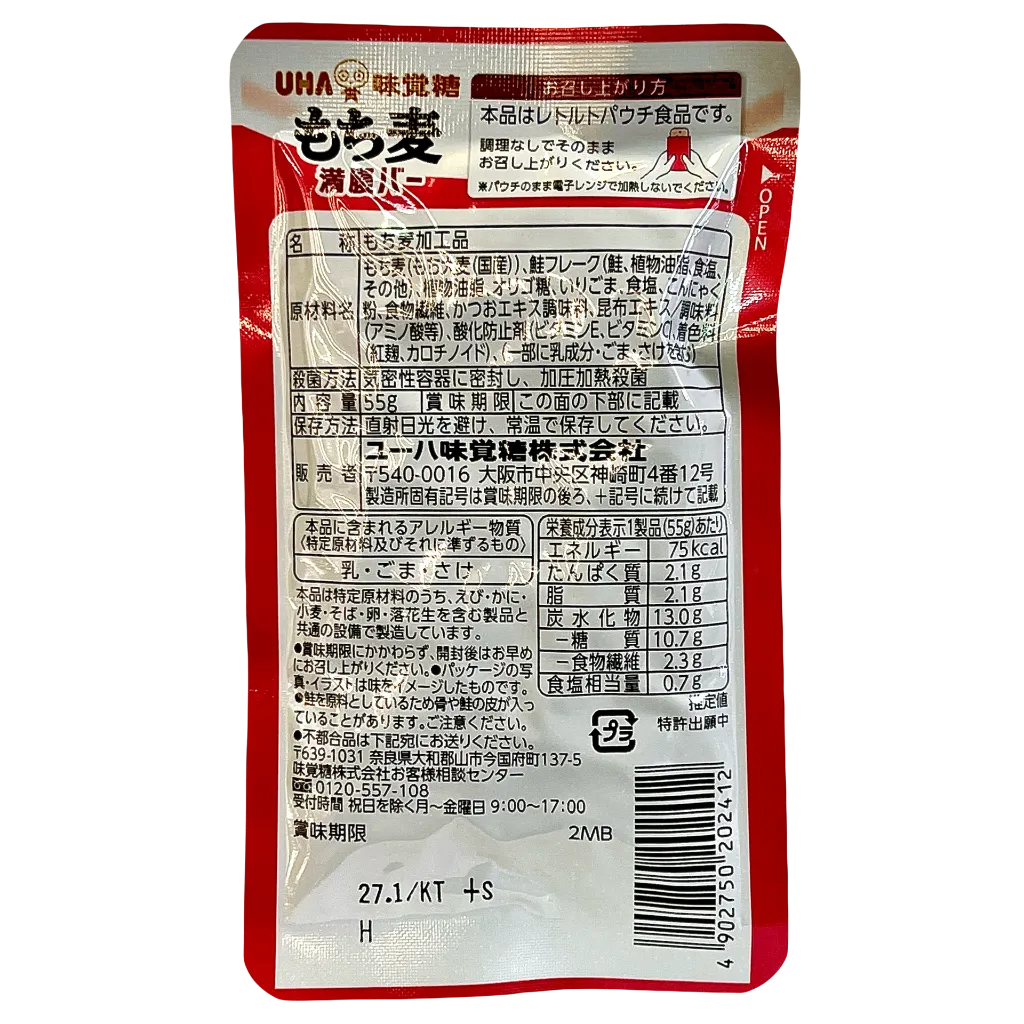 UHA 味覚糖
もち麦
満腹バー
お召し上がり方
本品はレトルトパウチ食品です。
調理なしでそのまま
お召し上がりください。
※パウチのまま電子レンジで加熱しないでください。
OPEN
名称 もち麦加工品
原材料名 もち麦(もち大麦(国産))、鮭フレーク(鮭、植物油脂、食塩、
その他)、植物油脂、オリゴ糖、いりごま、食塩、こんにゃく
粉、食物繊維、かつおエキス調味料、昆布エキス/調味料
(アミノ酸等)、酸化防止剤(ビタミンE、ビタミンC)、着色料
(紅麹、カロチノイド)、(一部に乳成分・ごま・さけを含む)
殺菌方法 気密性容器に密封し、加圧加熱殺菌
内容量 55g 賞味期限 この面の下部に記載
保存方法 直射日光を避け、常温で保存してください。
販売者 ユーハ味覚糖株式会社
〒540-0016 大阪市中央区神崎町4番12号
製造所固有記号は賞味期限の後ろ、+記号に続けて記載
本品に含まれるアレルギー物質
(特定原材料及びそれに準ずるもの)
乳・ごま・さけ
本品は特定原材料のうち、えび・かに・
小麦・そば・卵・落花生を含む製品と
共通の設備で製造しています。
●賞味期限にかかわらず、開封後はお早め
にお召し上がりください。●パッケージの写
真・イラストは味をイメージしたものです。
●鮭を原料としているため骨や鮭の皮が入っ
ていることがあります。ご注意ください。
●不都合品は下記宛にお送りください。
〒639-1031 奈良県大和郡山市今国府町137-5
味覚糖株式会社お客様相談センター
0120-557-108
受付時間 祝日を除く月~金曜日 9:00~17:00
栄養成分表示1製品(55g)あたり
エネルギー 75kcal
たんぱく質 2.1g
脂質 2.1g
炭水化物 13.0g
-糖質 10.7g
-食物繊維 2.3g
食塩相当量 0.7g
推定値
特許出願中
プラ
賞味期限 2MB
27.1/KT +S
H
4 902750 202412